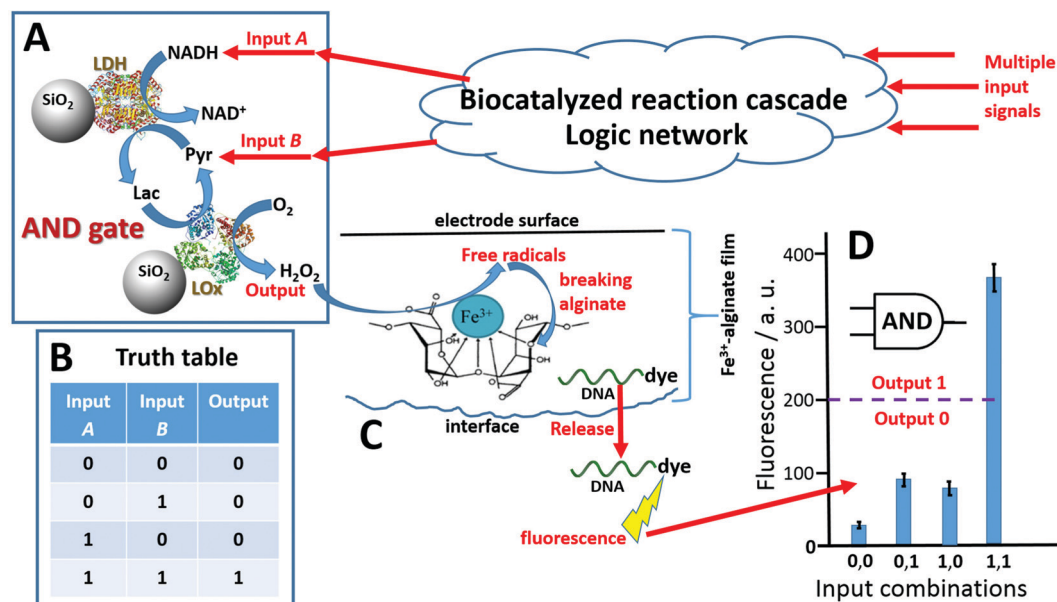 A
LDH
NADH
Input A
SiO2
NAD+
Input B
Pyr
Lac
AND gate
O2
SiO2
LOx
H2O2
Output
Biocatalyzed reaction cascade
Logic network
Multiple
input
signals
B
Truth table
Input A
Input B
Output
0 0 0
0 1 0
1 0 0
1 1 1
electrode surface
Free radicals
breaking
alginate
Fe3+
O
O
O
O
O
OH
OH
OH
HO
O
O
O
dye
DNA
interface
C
Release
dye
DNA
fluorescence
Fe3+-alginate film
D
AND
Output 1
Output 0
Fluorescence / a. u.
400
300
200
100
0
0,0 0,1 1,0 1,1
Input combinations